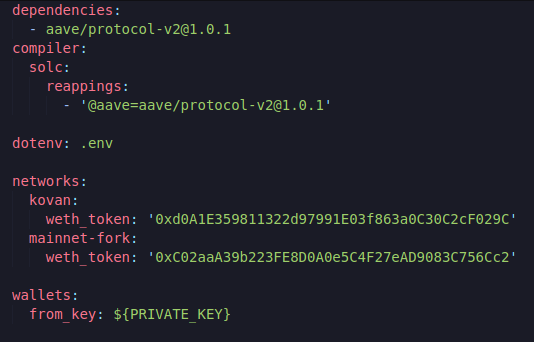 dependencies:
  - aave/protocol-v2@1.0.1
compiler:
  solc:
    reappings:
      - '@aave=aave/protocol-v2@1.0.1'
dotenv: .env
networks:
  kovan:
    weth_token: '0xd0A1E359811322d97991E03f863a0C30C2cF029C'
  mainnet-fork:
    weth_token: '0xC02aaA39b223FE8D0A0e5C4F27eAD9083C756Cc2'
wallets:
  from_key: ${PRIVATE_KEY}